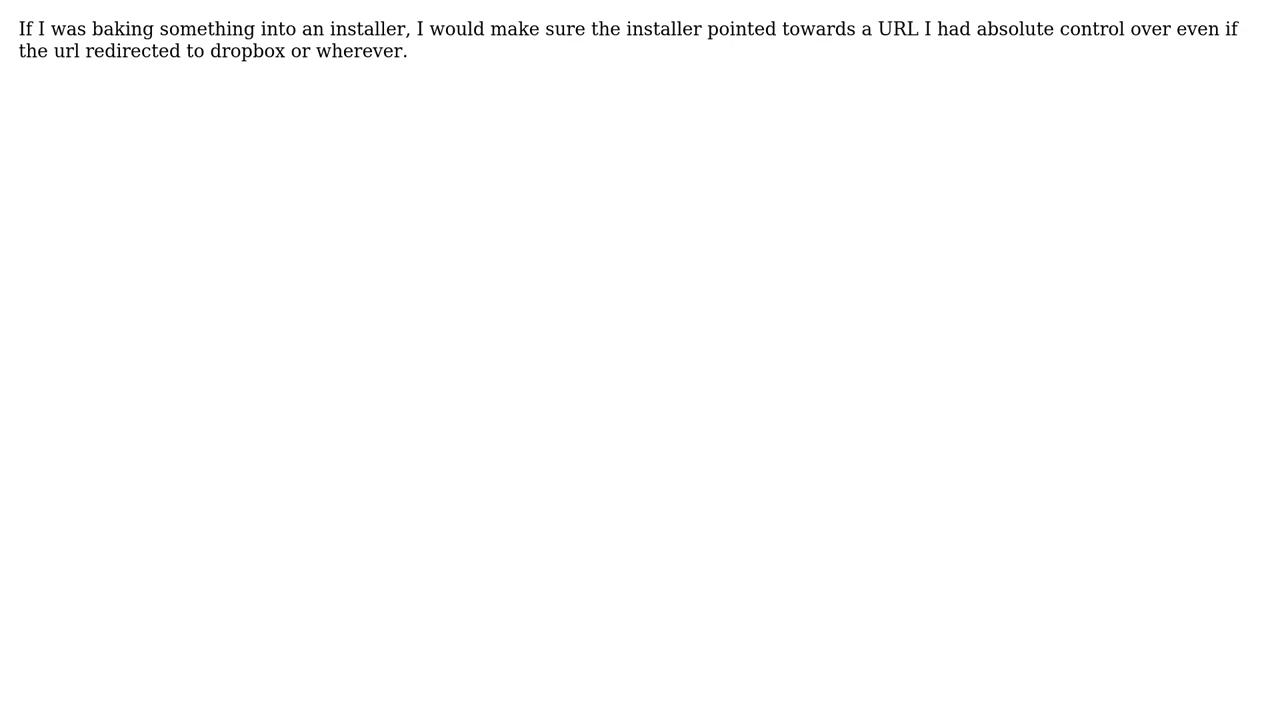 If I was baking something into an installer, I would make sure the installer pointed towards a URL I had absolute control over even if
the url redirected to dropbox or wherever.